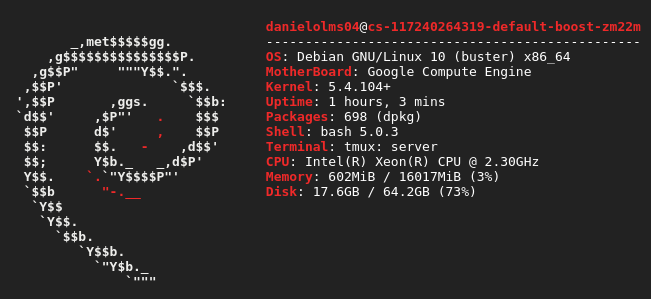 danielolms04@cs-117240264319-default-boost-zm22m
------------------------------------------------
OS: Debian GNU/Linux 10 (buster) x86_64
MotherBoard: Google Compute Engine
Kernel: 5.4.104+
Uptime: 1 hours, 3 mins
Packages: 698 (dpkg)
Shell: bash 5.0.3
Terminal: tmux: server
CPU: Intel(R) Xeon(R) CPU @ 2.30GHz
Memory: 602MiB / 16017MiB (3%)
Disk: 17.6GB / 64.2GB (73%)
_,met$$$$$gg.
,g$$$$$$$$$$$$$$$P.
,g$$P"     """Y$$.".
,$$P'              `$$$.
',$$P       ,ggs.     `$$b:
`d$$'     ,$P"'   .    $$$
$$P      d$'     ,    $$P
$$:      $$.   -    ,d$$'
$$;      Y$b._   _,d$P'
Y$$.    `.`"Y$$$$P"'
`$$b      "-.__
`Y$$
`Y$$.
`$$b.
`Y$$b.
`"Y$b._
`"""